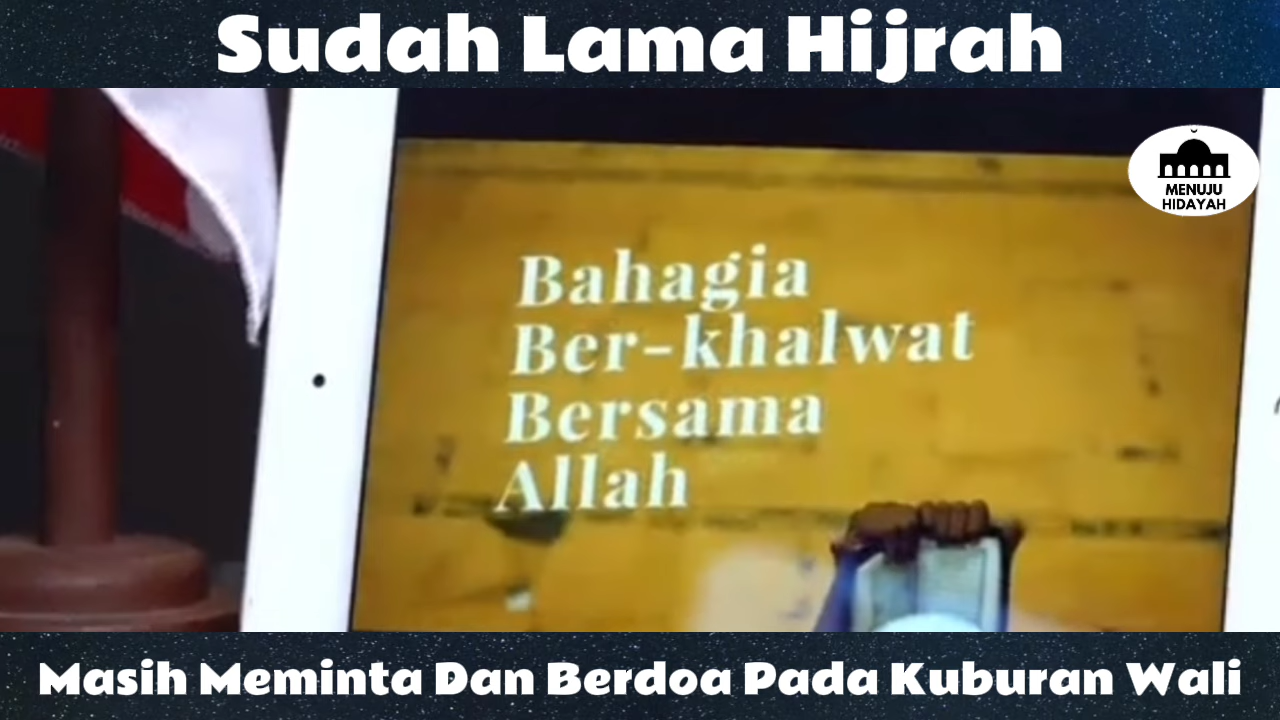 Sudah Lama Hijrah
MENUJU
HIDAYAH
Bahagia
Ber-khalwat
Bersama
Allah
Masih Meminta Dan Berdoa Pada Kuburan Wali